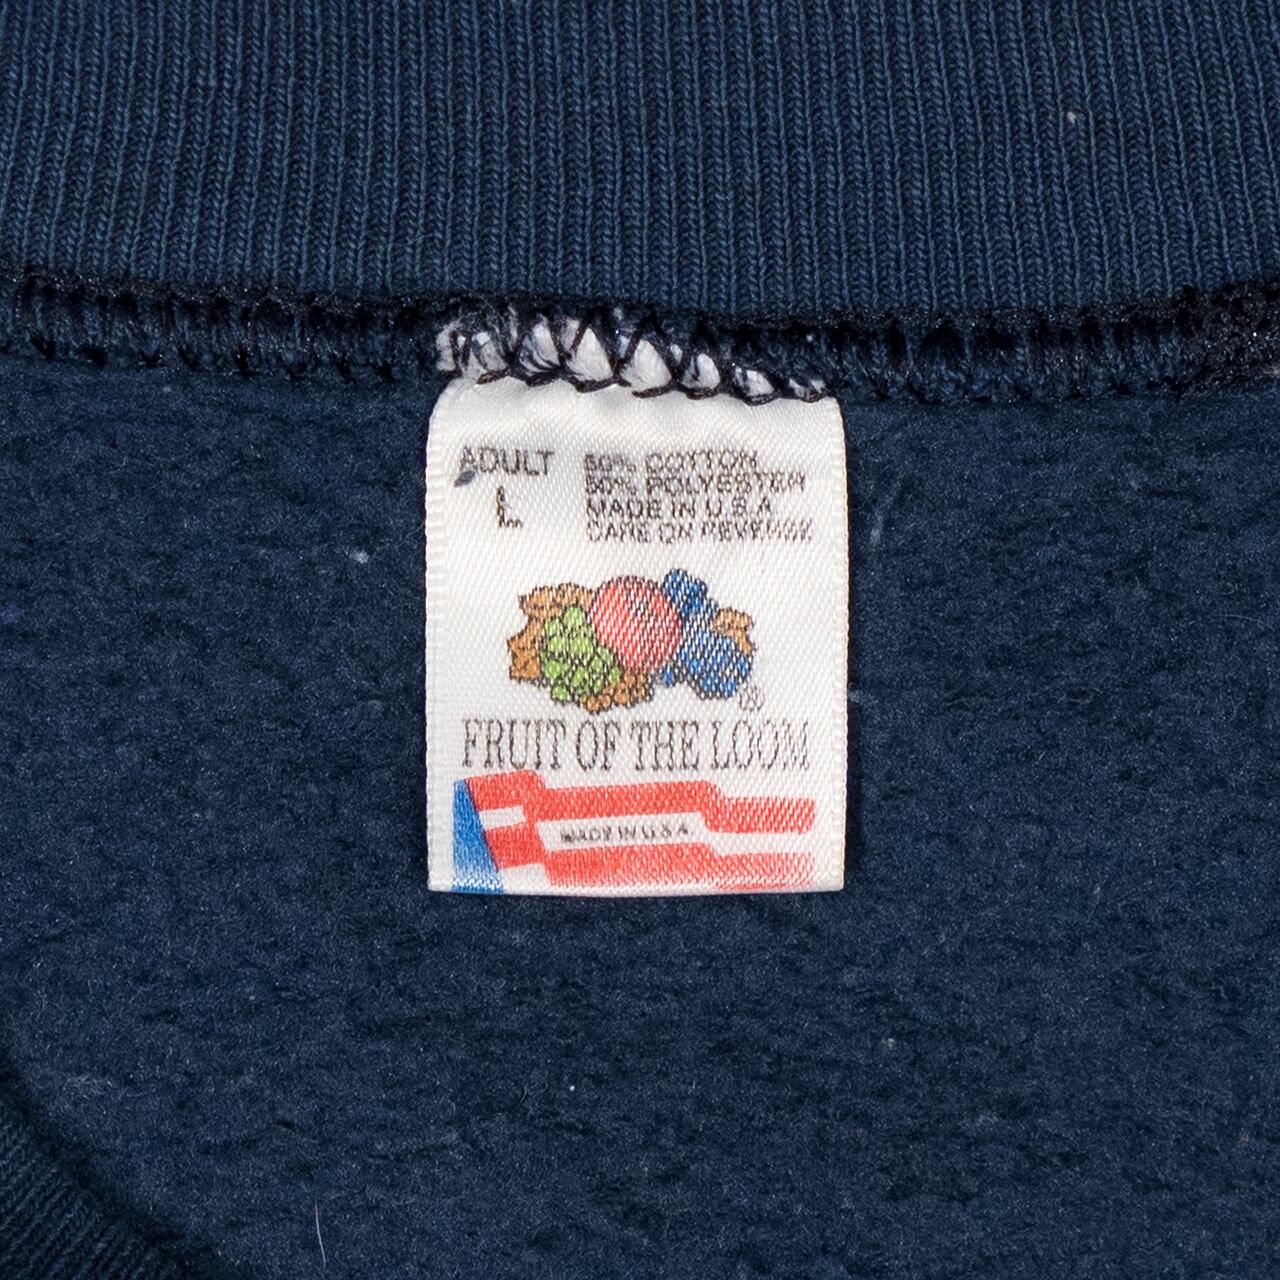 ADULT
L
50% COTTON
50% POLYESTER
MADE IN U.S.A
CARE ON REVERSE
®
FRUIT OF THE LOOM
MADE IN U.S.A